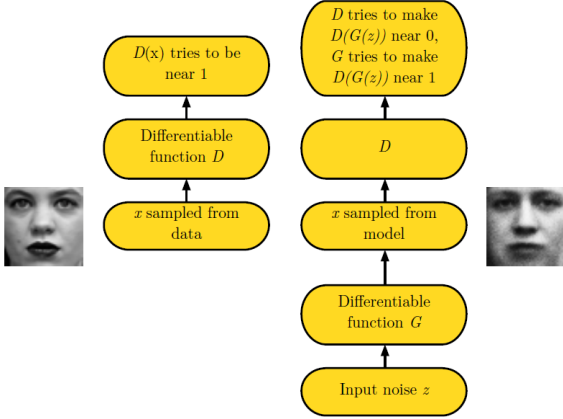 D(x) tries to be
near 1
Differentiable
function D
x sampled from
data
D tries to make
D(G(z)) near 0,
G tries to make
D(G(z)) near 1
D
x sampled from
model
Differentiable
function G
Input noise z